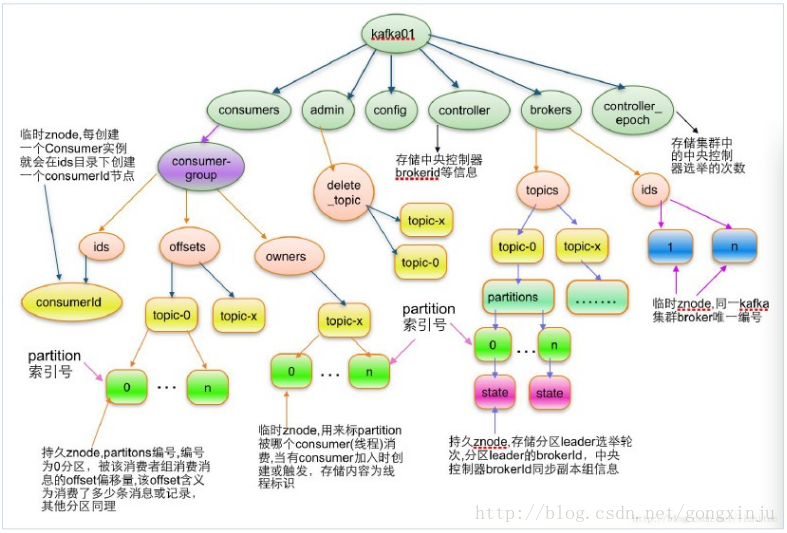 kafka01
consumers
admin
config
controller
brokers
controller_
epoch
临时znode,每创建
一个Consumer实例
就会在ids目录下创建
一个consumerId节点
consumer-
group
存储中央控制器
brokerid等信息
存储集群中
的中央控制
器选举的次数
delete
_topic
topics
ids
topic-x
topic-0
ids
offsets
owners
topic-0
topic-x
1
n
consumerId
topic-0
topic-x
topic-x
partitions
.......
临时znode,同一kafka
集群broker唯一编号
partition
索引号
partition
索引号
0
...
n
0
...
n
0
...
n
state
state
持久znode,partitons编号,编号
为0分区，被该消费者组消费消
息的offset偏移量,该offset含义
为消费了多少条消息或记录，
其他分区同理
临时znode,用来标partition
被哪个consumer(线程)消
费,当有consumer加入时创
建或触发，存储内容为线
程标识
持久znode,存储分区leader选举轮
次,分区leader的brokerId，中央
控制器brokerId同步副本组信息
http://blog.csdn.net/gongxinju